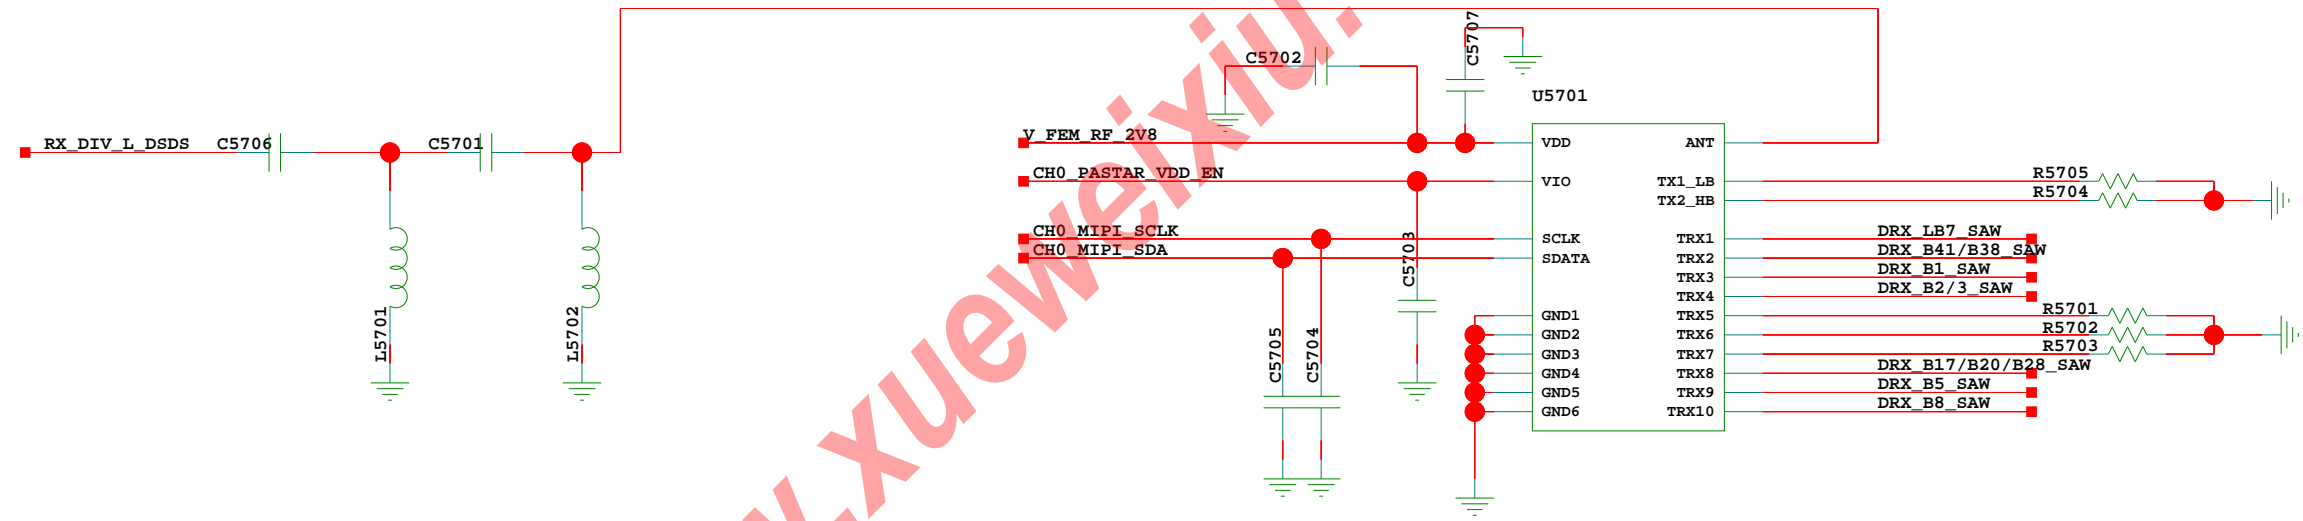 C5707
C5702
U5701
RX_DIV_L_DSDS
C5706
C5701
V_FEM_RF_2V8
VDD
ANT
CH0_PASTAR_VDD_EN
VIO
TX1_LB
R5705
TX2_HB
R5704
CH0_MIPI_SCLK
SCLK
TRX1
DRX_LB7_SAW
CH0_MIPI_SDA
SDATA
TRX2
DRX_B41/B38_SAW
C5703
TRX3
DRX_B1_SAW
TRX4
DRX_B2/3_SAW
L5701
L5702
C5705
C5704
GND1
TRX5
R5701
GND2
TRX6
R5702
GND3
TRX7
R5703
GND4
TRX8
DRX_B17/B20/B28_SAW
GND5
TRX9
DRX_B5_SAW
GND6
TRX10
DRX_B8_SAW
.xueweixiu.